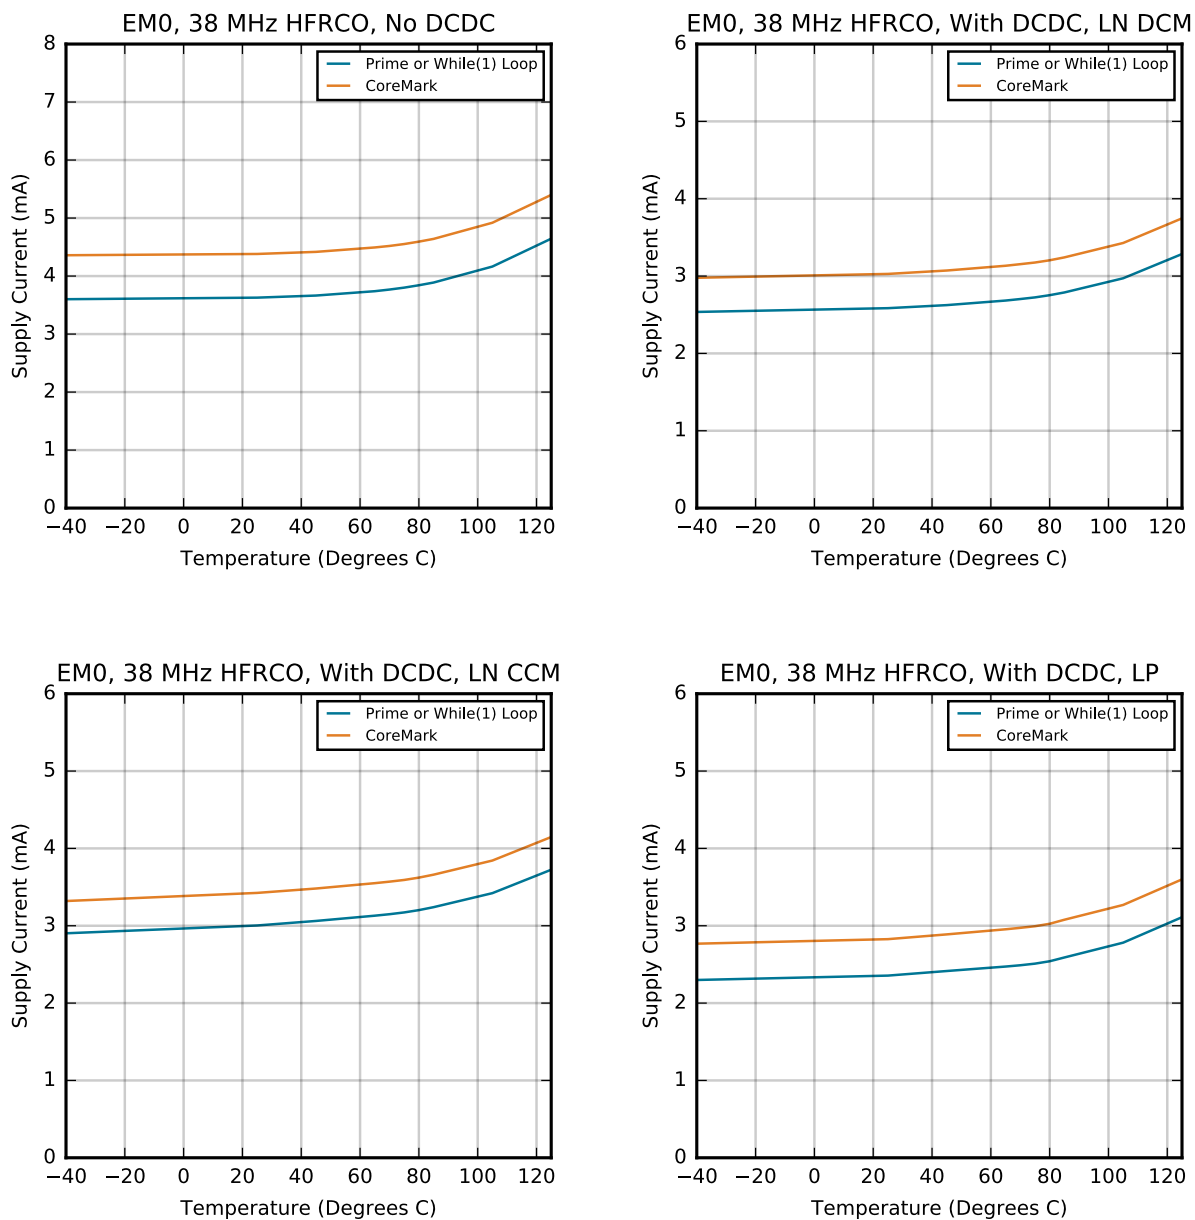 EM0, 38 MHz HFRCO, No DCDC
8
7
6
5
4
3
2
1
0
Supply Current (mA)
Prime or While(1) Loop
CoreMark
−40 −20 0 20 40 60 80 100 120
Temperature (Degrees C)
EM0, 38 MHz HFRCO, With DCDC, LN DCM
6
5
4
3
2
1
0
Supply Current (mA)
Prime or While(1) Loop
CoreMark
−40 −20 0 20 40 60 80 100 120
Temperature (Degrees C)
EM0, 38 MHz HFRCO, With DCDC, LN CCM
6
5
4
3
2
1
0
Supply Current (mA)
Prime or While(1) Loop
CoreMark
−40 −20 0 20 40 60 80 100 120
Temperature (Degrees C)
EM0, 38 MHz HFRCO, With DCDC, LP
6
5
4
3
2
1
0
Supply Current (mA)
Prime or While(1) Loop
CoreMark
−40 −20 0 20 40 60 80 100 120
Temperature (Degrees C)